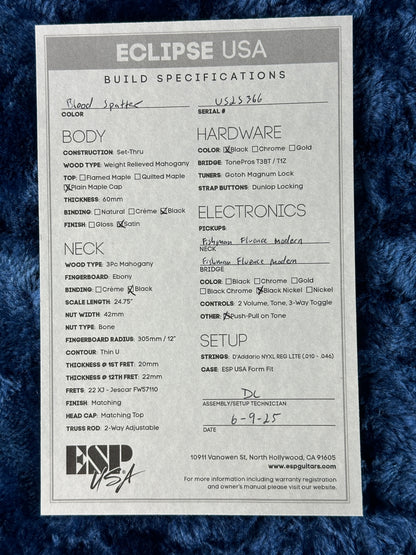 ECLIPSE USA
BUILD SPECIFICATIONS
Blood Spatter
COLOR
US25366
SERIAL #
BODY
CONSTRUCTION: Set-Thru
WOOD TYPE: Weight Relieved Mahogany
TOP: Flamed Maple Quilted Maple
Plain Maple Cap
THICKNESS: 60mm
BINDING: Natural Crème Black
FINISH: Gloss Satin
NECK
WOOD TYPE: 3Pc Mahogany
FINGERBOARD: Ebony
BINDING: Crème Black
SCALE LENGTH: 24.75"
NUT WIDTH: 42mm
NUT TYPE: Bone
FINGERBOARD RADIUS: 305mm / 12"
CONTOUR: Thin U
THICKNESS @ 1ST FRET: 20mm
THICKNESS @ 12TH FRET: 22mm
FRETS: 22 XJ - Jescar FW57110
FINISH: Matching
HEAD CAP: Matching Top
TRUSS ROD: 2-Way Adjustable
HARDWARE
COLOR: Black Chrome Gold
BRIDGE: TonePros T3BT / T1Z
TUNERS: Gotoh Magnum Lock
STRAP BUTTONS: Dunlop Locking
ELECTRONICS
PICKUPS:
Fishman Fluence Modern
NECK
Fishman Fluence Modern
BRIDGE
COLOR: Black Chrome Gold
Black Chrome Black Nickel Nickel
CONTROLS: 2 Volume, Tone, 3-Way Toggle
OTHER: Push-Pull on Tone
SETUP
STRINGS: D'Addario NYXL REG LITE (.010 - .046)
CASE: ESP USA Form Fit
DL
ASSEMBLY/SETUP TECHNICIAN
6-9-25
DATE
ESP
USA
10911 Vanowen St, North Hollywood, CA 91605
www.espguitars.com
For more information including warranty registration
and owner's manual please visit our website.